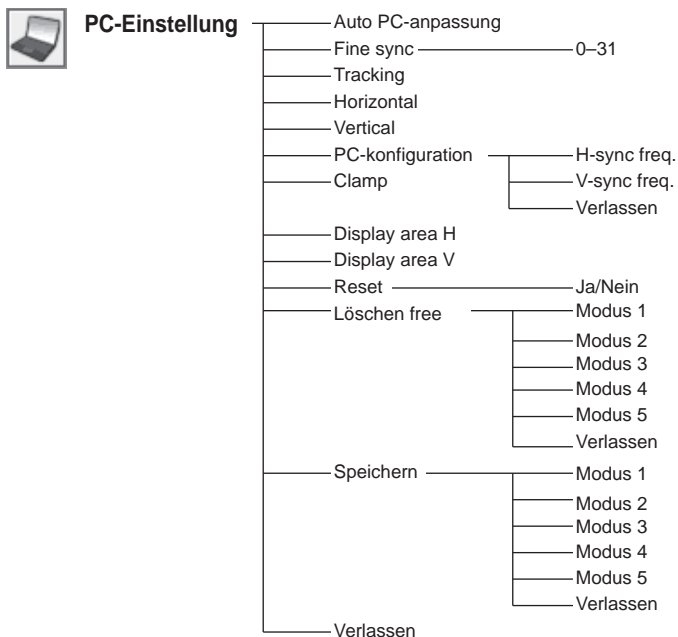 PC-Einstellung
Auto PC-anpassung
Fine sync 0–31
Tracking
Horizontal
Vertical
PC-konfiguration H-sync freq.
Clamp V-sync freq.
Verlassen
Display area H
Display area V
Reset Ja/Nein
Löschen free Modus 1
Modus 2
Modus 3
Modus 4
Modus 5
Verlassen
Speichern Modus 1
Modus 2
Modus 3
Modus 4
Modus 5
Verlassen
Verlassen